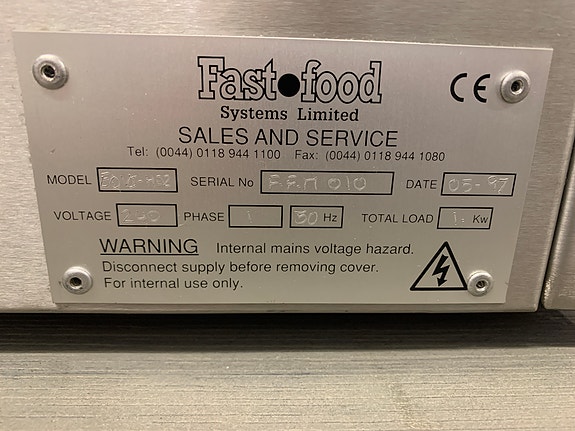 Fast•food
Systems Limited
CE
SALES AND SERVICE
Tel: (0044) 0118 944 1100 Fax: (0044) 0118 944 1080
MODEL SERIAL No FFM 010 DATE 05-97
VOLTAGE PHASE 1 Hz TOTAL LOAD Kw
WARNING Internal mains voltage hazard.
Disconnect supply before removing cover.
For internal use only.